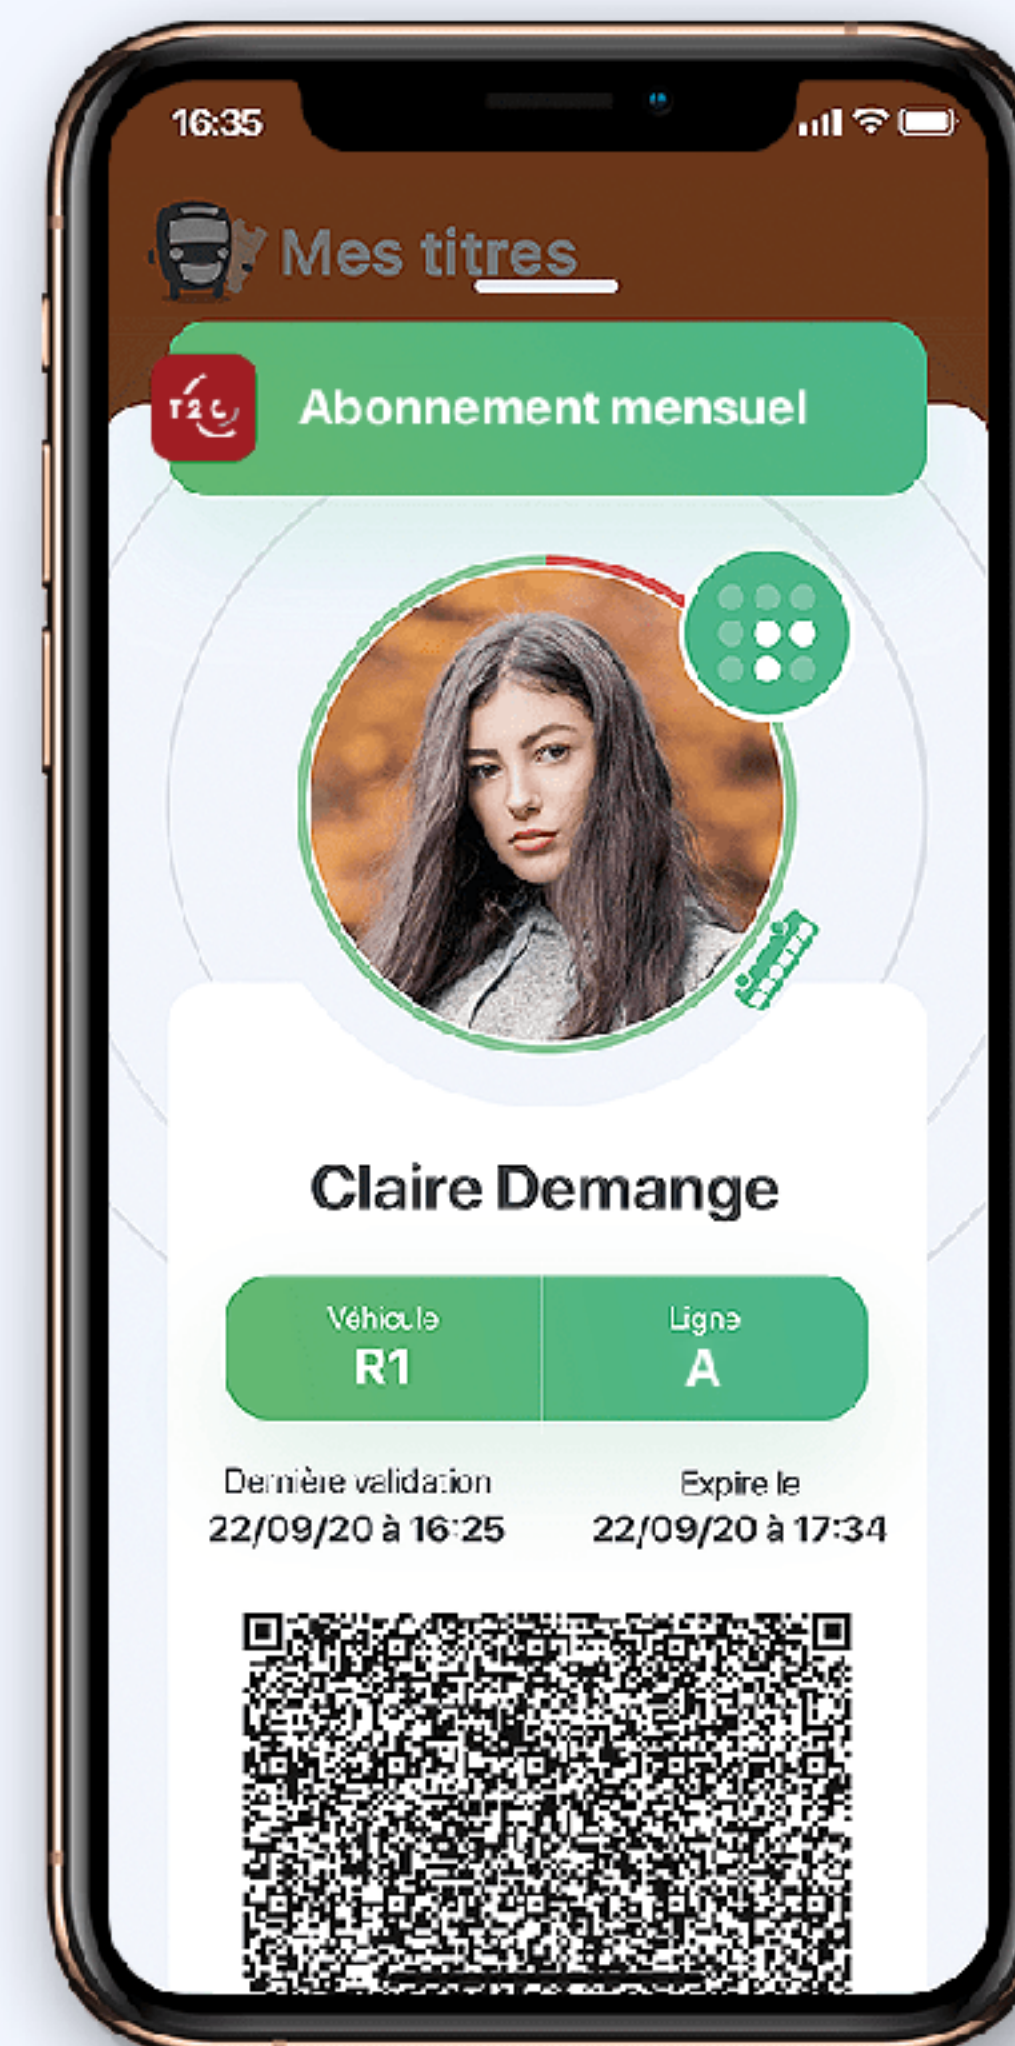 16:35
Mes titres
T2C
Abonnement mensuel
Claire Demange
Véhicule
R1
Ligne
A
Dernière validation
22/09/20 à 16:25
Expire le
22/09/20 à 17:34